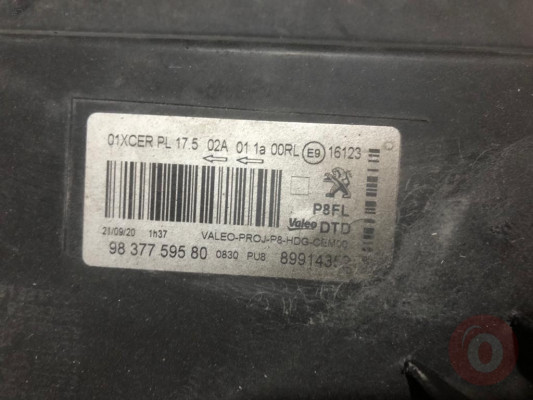 01XCER PL 17.5 02A 01 1a 00RL E9 16123
P8FL
Valeo DTD
21/09/20 1h37 VALEO-PROJ-P8-HDG-CBM00
98 377 595 80 0830 PUB